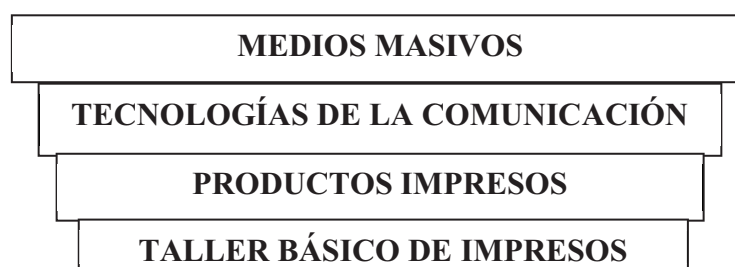 MEDIOS MASIVOS
TECNOLOGÍAS DE LA COMUNICACIÓN
PRODUCTOS IMPRESOS
TALLER BÁSICO DE IMPRESOS